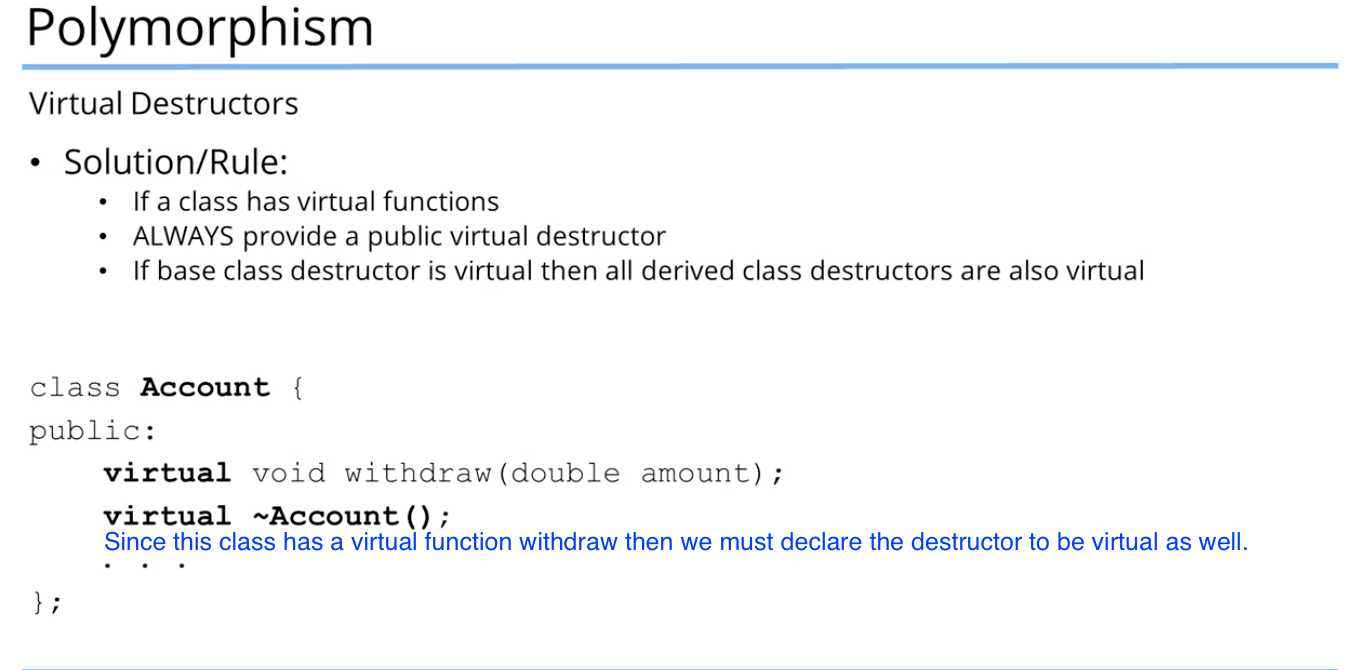 Polymorphism
Virtual Destructors
• Solution/Rule:
• If a class has virtual functions
• ALWAYS provide a public virtual destructor
• If base class destructor is virtual then all derived class destructors are also virtual
class Account {
public:
virtual void withdraw(double amount);
virtual ~Account();
Since this class has a virtual function withdraw then we must declare the destructor to be virtual as well.
. . .
};